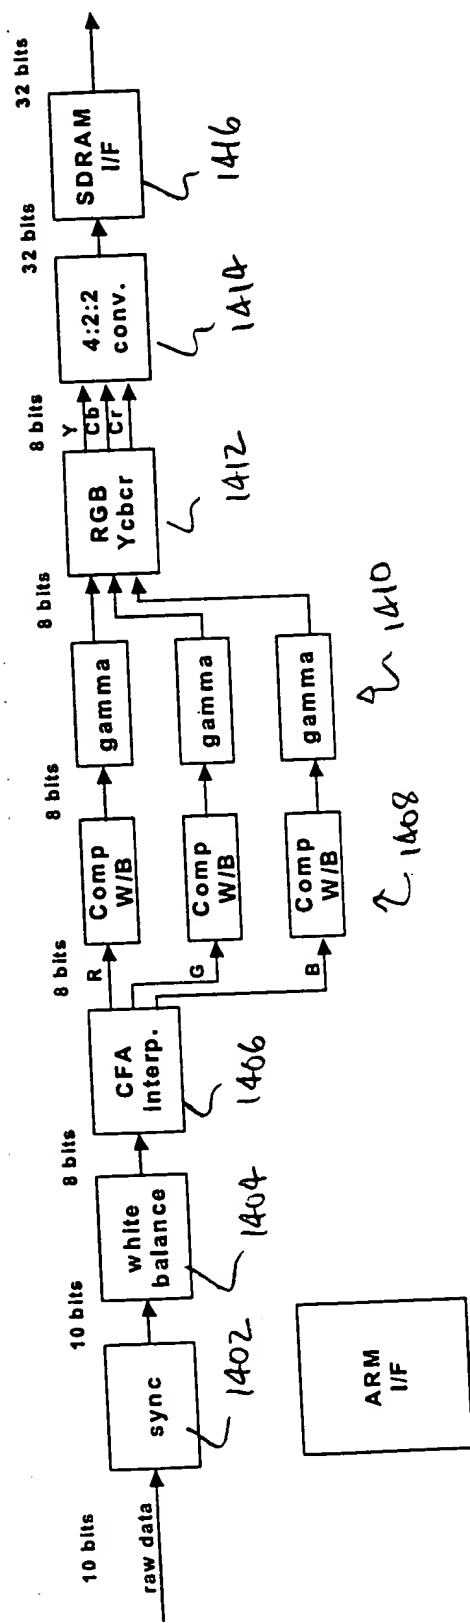 10 bits
raw data
sync
1402
10 bits
white
balance
1404
8 bits
CFA
interp.
1406
8 bits
R
G
B
Comp
W/B
Comp
W/B
Comp
W/B
1408
8 bits
gamma
gamma
gamma
1410
8 bits
RGB
Ycbcr
1412
8 bits
Y
Cb
Cr
4:2:2
conv.
1414
32 bits
SDRAM
I/F
1416
32 bits
ARM
I/F